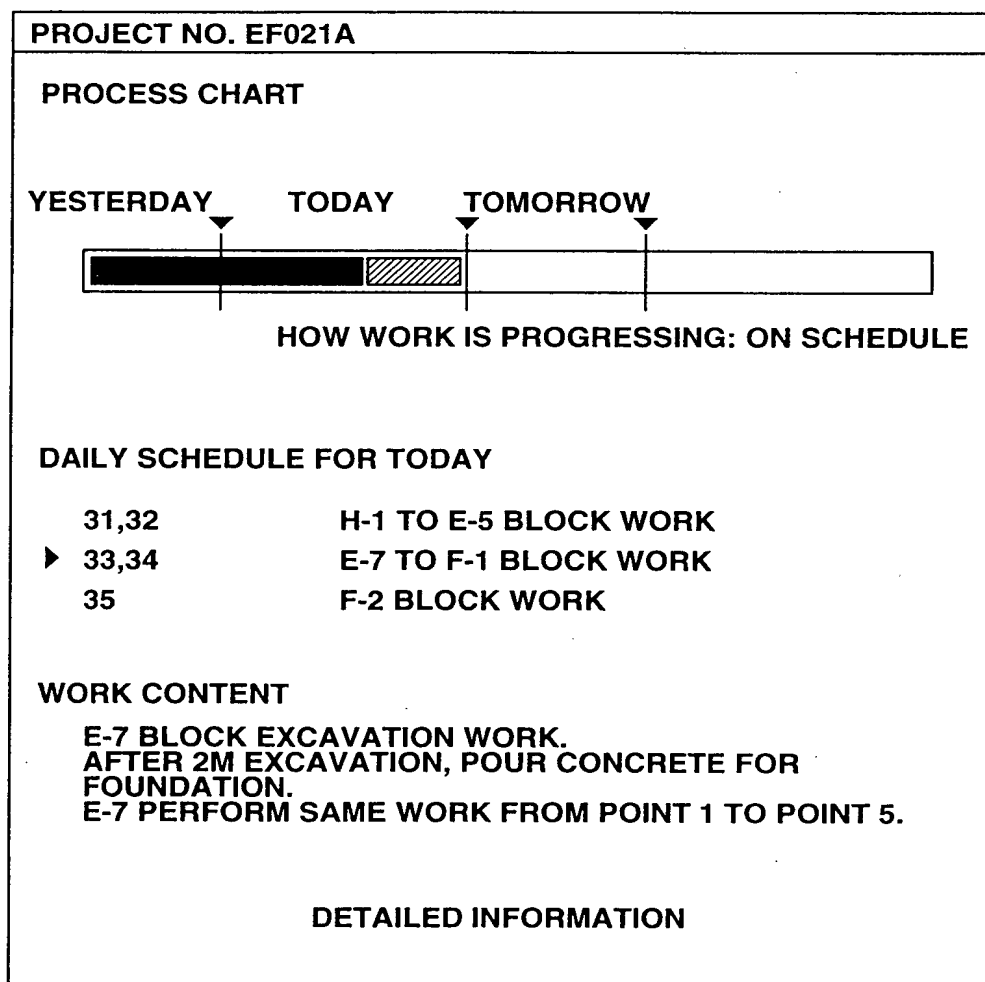 PROJECT NO. EF021A
PROCESS CHART
YESTERDAY TODAY TOMORROW
HOW WORK IS PROGRESSING: ON SCHEDULE
DAILY SCHEDULE FOR TODAY
31,32 H-1 TO E-5 BLOCK WORK
33,34 E-7 TO F-1 BLOCK WORK
35 F-2 BLOCK WORK
WORK CONTENT
E-7 BLOCK EXCAVATION WORK.
AFTER 2M EXCAVATION, POUR CONCRETE FOR
FOUNDATION.
E-7 PERFORM SAME WORK FROM POINT 1 TO POINT 5.
DETAILED INFORMATION